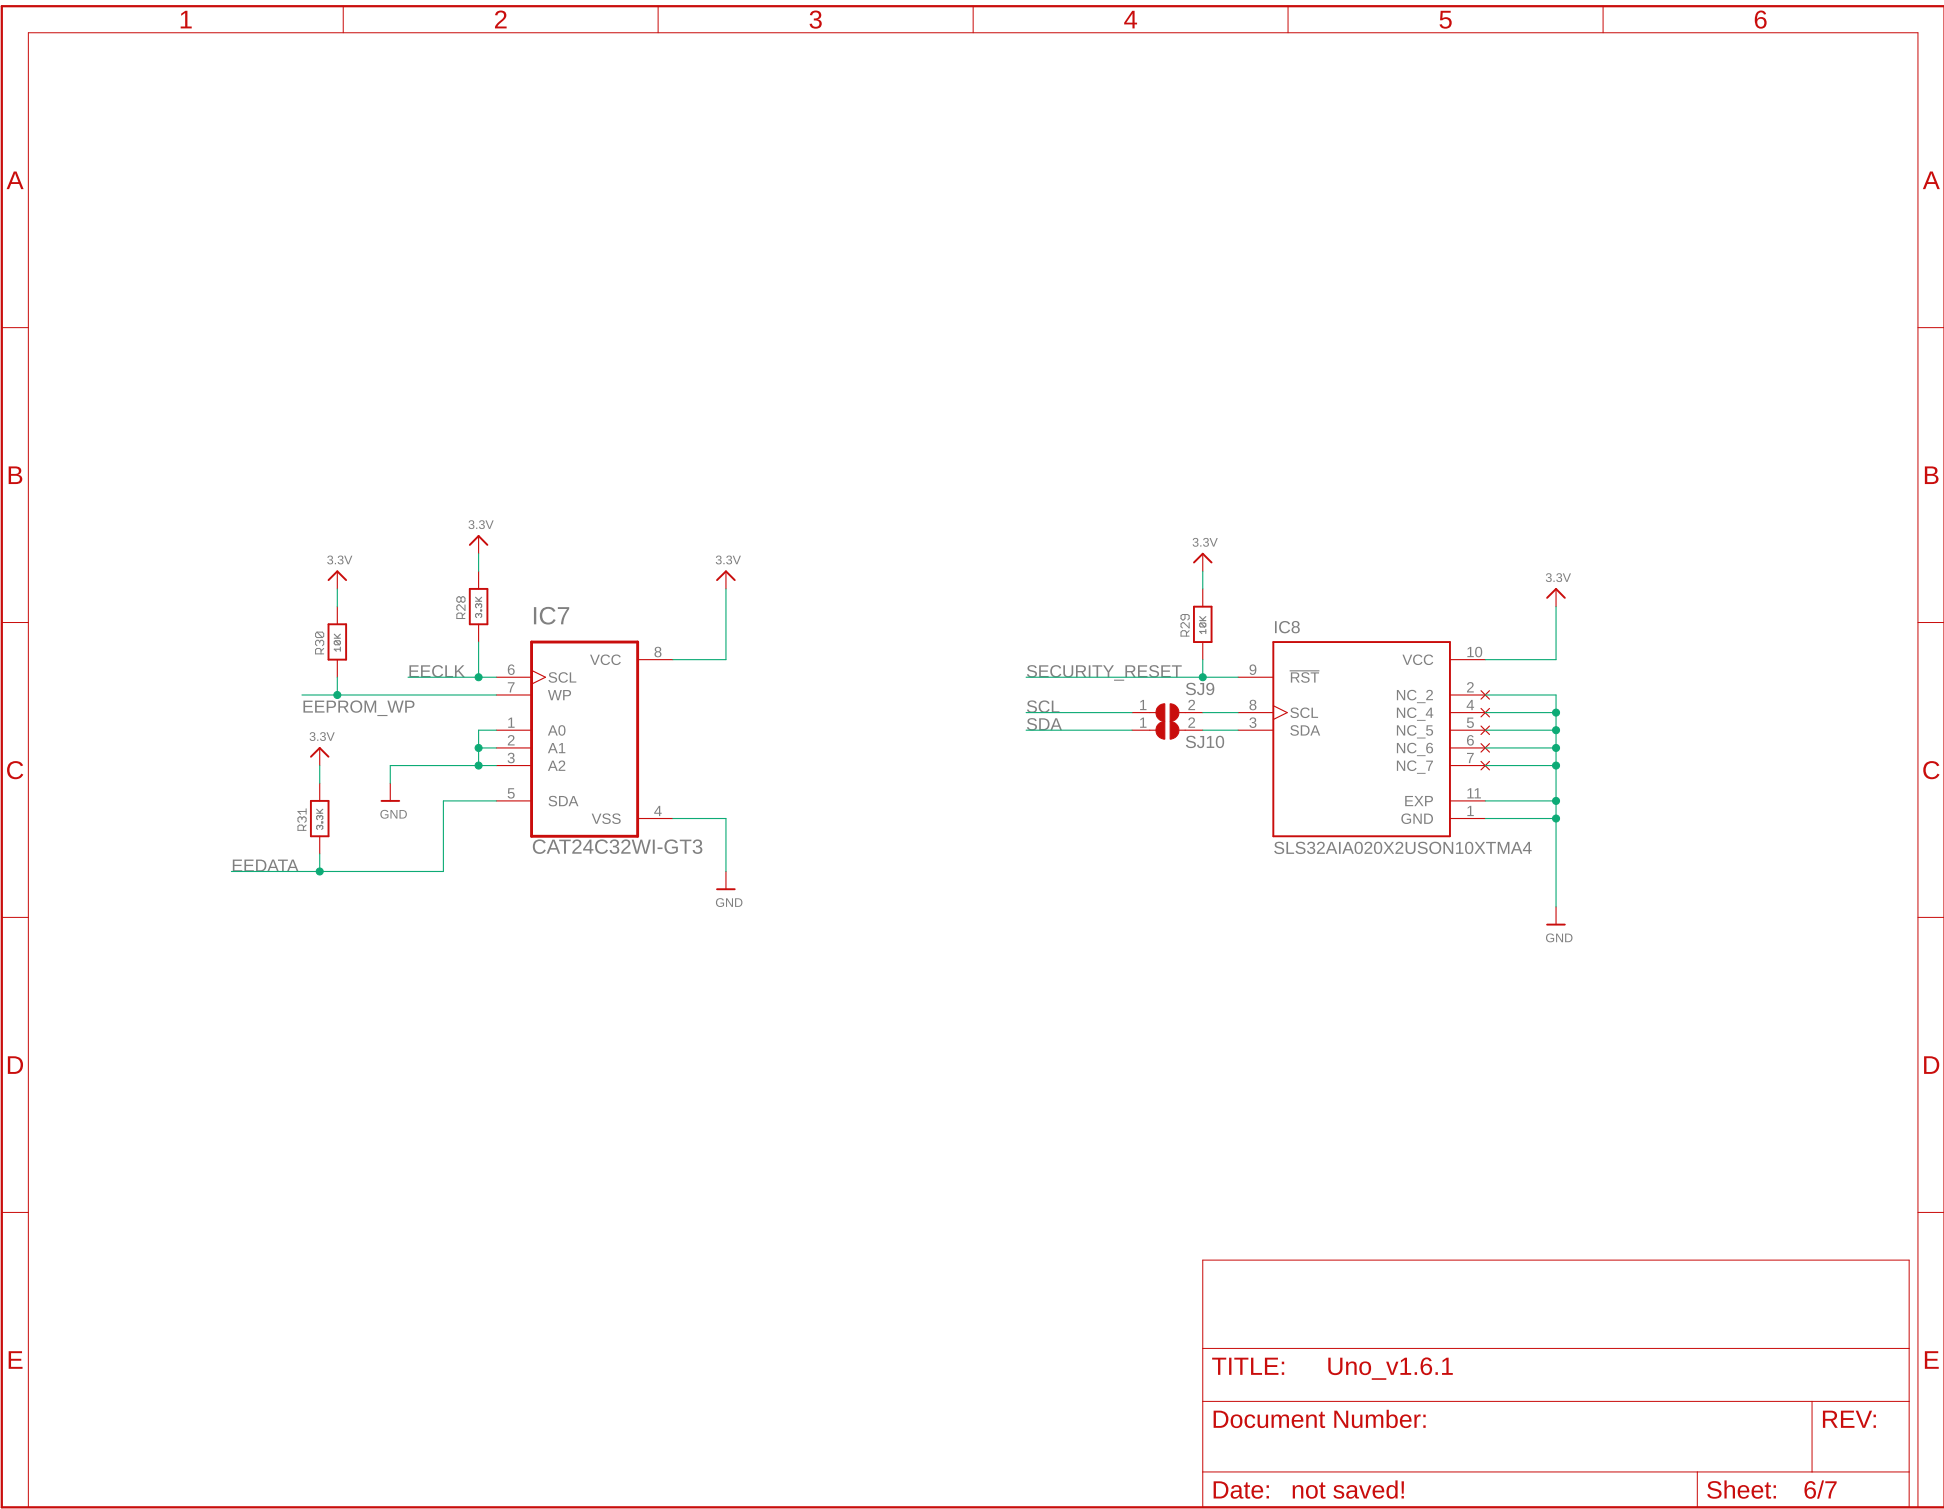 1 2 3 4 5 6
A A
B B
3.3V
3.3V
3.3V
3.3V
3.3V
R28 3.3K
IC7
R30 10K
R29 10K
IC8
EECLK 6 SCL VCC 8
7 WP
EEPROM_WP
1 A0
2 A1
3 A2
3.3V
GND
5 SDA
R31 3.3K
VSS 4
CAT24C32WI-GT3
EEDATA
GND
SECURITY_RESET 9 RST VCC 10
SJ9
SCL 1 2 8 SCL
SDA 1 2 3 SDA
SJ10
NC_2 2
NC_4 4
NC_5 5
NC_6 6
NC_7 7
EXP 11
GND 1
SLS32AIA020X2USON10XTMA4
GND
C C
D D
E E
TITLE: Uno_v1.6.1
Document Number: REV:
Date: not saved! Sheet: 6/7